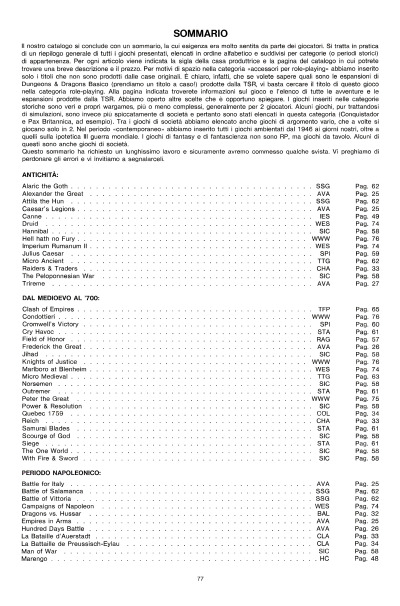 SOMMARIO
Il nostro catalogo si conclude con un sommario, la cui esigenza era molto sentita da parte dei giocatori. Si tratta in pratica
di un riepilogo generale di tutti i giochi presentati, elencati in ordine alfabetico e suddivisi per categorie (o periodi storici)
di appartenenza. Per ogni articolo viene indicata la sigla della casa produttrice e la pagina del catalogo in cui potrete
trovare una breve descrizione e il prezzo. Per motivi di spazio nella categoria «accessori per role-playing» abbiamo inserito
solo i titoli che non sono prodotti dalle case originali. È chiaro, infatti, che se volete sapere quali sono le espansioni di
Dungeons & Dragons Basico (prendiamo un titolo a caso!) prodotte dalla TSR, vi basta cercare il titolo di questo gioco
nella categoria role-playing. Alla pagina indicata troverete informazioni sul gioco e l'elenco di tutte le avventure e le
espansioni prodotte dalla TSR. Abbiamo operato altre scelte che è opportuno spiegare. I giochi inseriti nelle categorie
storiche sono veri e propri wargames, più o meno complessi, generalmente per 2 giocatori. Alcuni giochi, pur trattandosi
di simulazioni, sono invece più spiccatamente di società e pertanto sono stati elencati in questa categoria (Conquistador
e Pax Britannica, ad esempio). Tra i giochi di società abbiamo elencato anche giochi di argomento vario, che a volte si
giocano solo in 2. Nel periodo «contemporaneo» abbiamo inserito tutti i giochi ambientati dal 1946 ai giorni nostri, oltre a
quelli sulla ipotetica III guerra mondiale. I giochi di fantasy e di fantascienza non sono RP, ma giochi da tavolo. Alcuni di
questi sono anche giochi di società.
Questo sommario ha richiesto un lunghissimo lavoro e sicuramente avremo commesso qualche svista. Vi preghiamo di
perdonare gli errori e vi invitiamo a segnalarceli.
ANTICHITÀ:
Alaric the Goth SSG Pag. 62
Alexander the Great AVA Pag. 25
Attila the Hun SSG Pag. 62
Caesar's Legions AVA Pag. 25
Canne IES Pag. 49
Druid WES Pag. 74
Hannibal SIC Pag. 58
Hell hath no Fury WWW Pag. 76
Imperium Romanum II WES Pag. 74
Julius Caesar SPI Pag. 59
Micro Ancient TTG Pag. 62
Raiders & Traders CHA Pag. 33
The Peloponnesian War SIC Pag. 58
Trireme AVA Pag. 27
DAL MEDIOEVO AL '700:
Clash of Empires TFP Pag. 65
Condottieri WWW Pag. 76
Cromwell's Victory SPI Pag. 60
Cry Havoc STA Pag. 61
Field of Honor RAG Pag. 57
Frederick the Great AVA Pag. 26
Jihad SIC Pag. 58
Knights of Justice WWW Pag. 76
Marlborough at Blenheim WES Pag. 74
Micro Medieval TTG Pag. 63
Norsemen SIC Pag. 58
Outremer STA Pag. 61
Peter the Great WWW Pag. 75
Power & Resolution SIC Pag. 58
Quebec 1759 COL Pag. 34
Reich CHA Pag. 33
Samurai Blades STA Pag. 61
Scourge of God SIC Pag. 58
Siege STA Pag. 61
The One World SIC Pag. 58
With Fire & Sword SIC Pag. 58
PERIODO NAPOLEONICO:
Battle for Italy AVA Pag. 25
Battle of Salamanca SSG Pag. 62
Battle of Vittoria SSG Pag. 62
Campaigns of Napoleon WES Pag. 74
Dragons vs. Hussar BAL Pag. 32
Empires in Arma AVA Pag. 25
Hundred Days Battle AVA Pag. 26
La Bataille d'Auerstadt CLA Pag. 33
La Battaille de Preussisch-Eylau CLA Pag. 34
Man of War SIC Pag. 58
Marengo HC Pag. 48
77